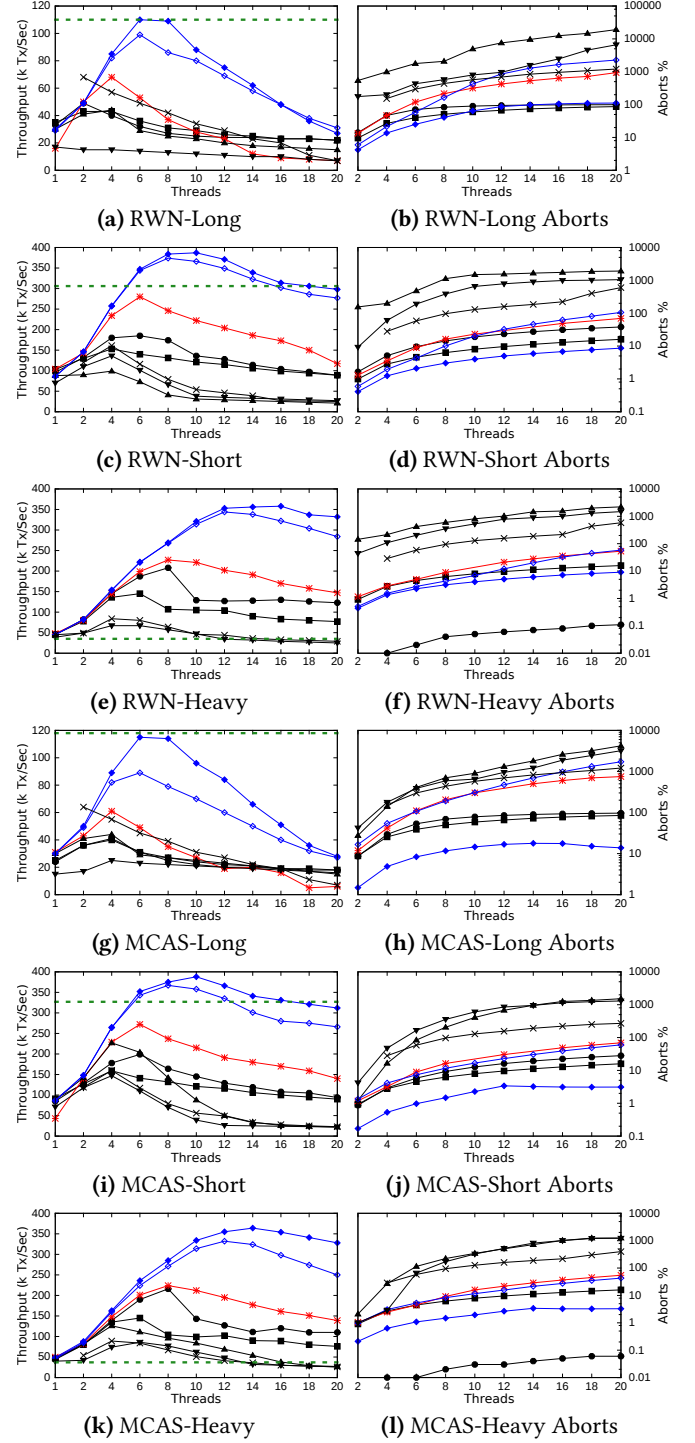 120
100
80
60
40
20
0
Throughput (k Tx/Sec)
1 2 4 6 8 10 12 14 16 18 20
Threads
100000
10000
1000
100
10
1
Aborts %
2 4 6 8 10 12 14 16 18 20
Threads
(a) RWN-Long
(b) RWN-Long Aborts
400
350
300
250
200
150
100
50
0
Throughput (k Tx/Sec)
1 2 4 6 8 10 12 14 16 18 20
Threads
10000
1000
100
10
1
0.1
Aborts %
2 4 6 8 10 12 14 16 18 20
Threads
(c) RWN-Short
(d) RWN-Short Aborts
400
350
300
250
200
150
100
50
0
Throughput (k Tx/Sec)
1 2 4 6 8 10 12 14 16 18 20
Threads
10000
1000
100
10
1
0.1
0.01
Aborts %
2 4 6 8 10 12 14 16 18 20
Threads
(e) RWN-Heavy
(f) RWN-Heavy Aborts
120
100
80
60
40
20
0
Throughput (k Tx/Sec)
1 2 4 6 8 10 12 14 16 18 20
Threads
10000
1000
100
10
1
Aborts %
2 4 6 8 10 12 14 16 18 20
Threads
(g) MCAS-Long
(h) MCAS-Long Aborts
400
350
300
250
200
150
100
50
0
Throughput (k Tx/Sec)
1 2 4 6 8 10 12 14 16 18 20
Threads
10000
1000
100
10
1
0.1
Aborts %
2 4 6 8 10 12 14 16 18 20
Threads
(i) MCAS-Short
(j) MCAS-Short Aborts
400
350
300
250
200
150
100
50
0
Throughput (k Tx/Sec)
1 2 4 6 8 10 12 14 16 18 20
Threads
10000
1000
100
10
1
0.1
0.01
Aborts %
2 4 6 8 10 12 14 16 18 20
Threads
(k) MCAS-Heavy
(l) MCAS-Heavy Aborts